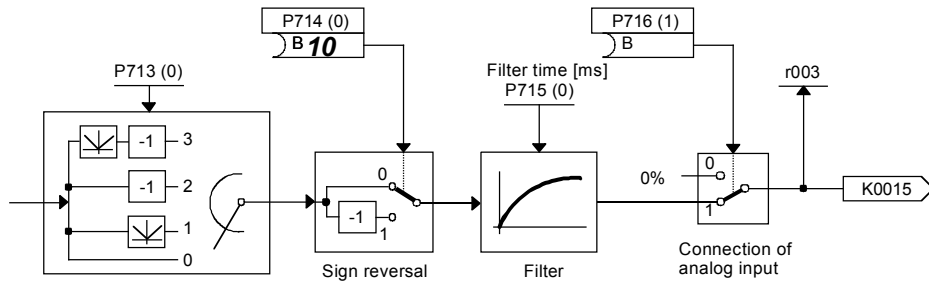 P714 (0)
B 10
P716 (1)
B
P713 (0)
Filter time [ms]
P715 (0)
r003
-1 3
-1 2
1
0
0
-1
1
0%
0
1
K0015
Sign reversal
Filter
Connection of
analog input